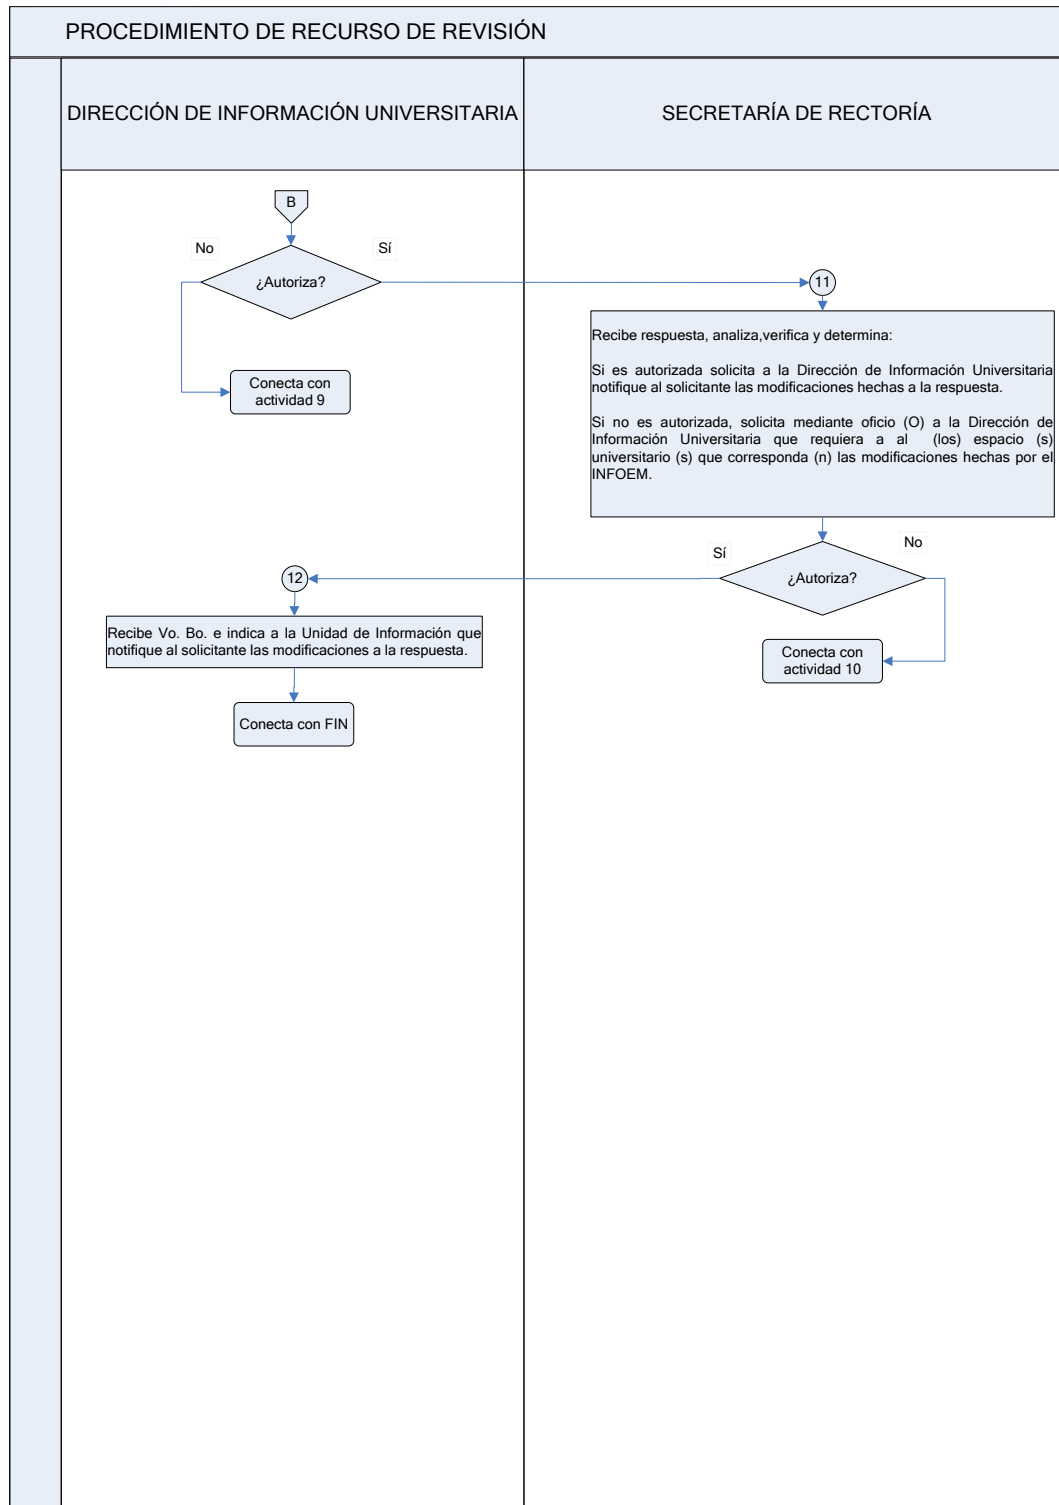 PROCEDIMIENTO DE RECURSO DE REVISIÓN
DIRECCIÓN DE INFORMACIÓN UNIVERSITARIA
SECRETARÍA DE RECTORÍA
B
No
Sí
¿Autoriza?
11
Conecta con
actividad 9
Recibe respuesta, analiza,verifica y determina:
Si es autorizada solicita a la Dirección de Información Universitaria
notifique al solicitante las modificaciones hechas a la respuesta.
Si no es autorizada, solicita mediante oficio (O) a la Dirección de
Información Universitaria que requiera a al (los) espacio (s)
universitario (s) que corresponda (n) las modificaciones hechas por el
INFOEM.
Sí
No
¿Autoriza?
12
Recibe Vo. Bo. e indica a la Unidad de Información que
notifique al solicitante las modificaciones a la respuesta.
Conecta con
actividad 10
Conecta con FIN